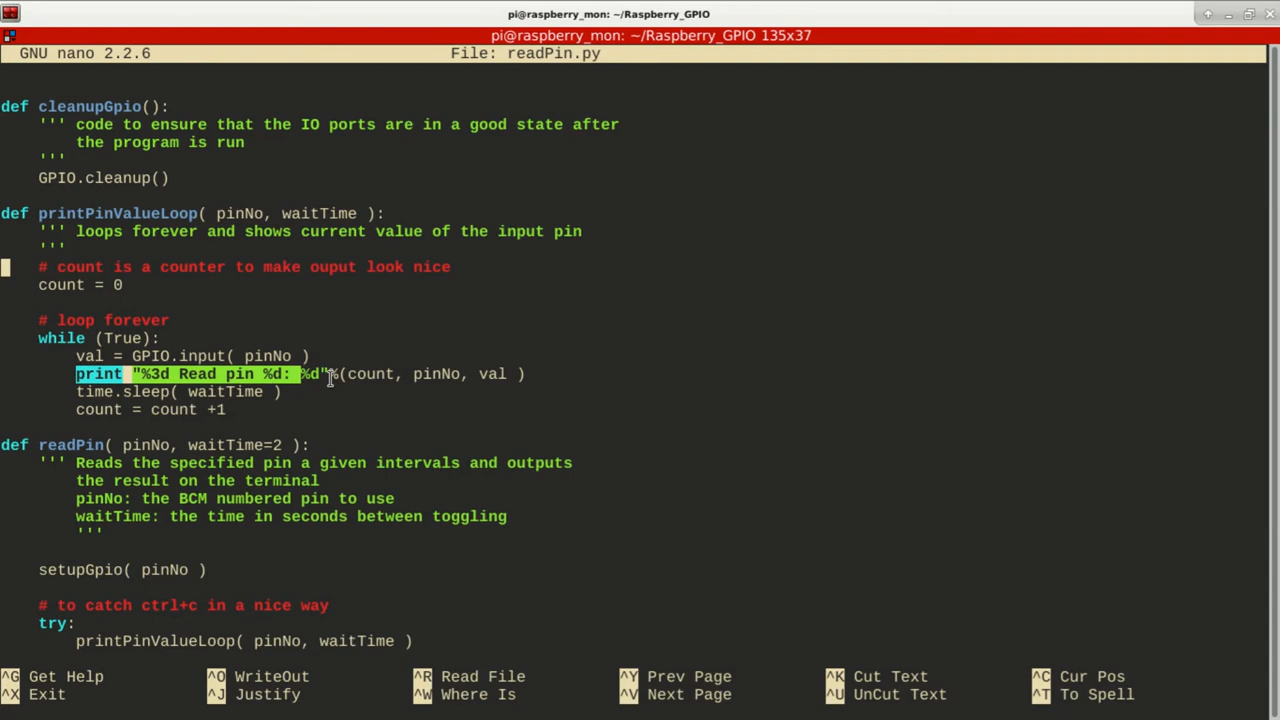 pi@raspberry_mon: ~/Raspberry_GPIO
pi@raspberry_mon: ~/Raspberry_GPIO 135x37
GNU nano 2.2.6 File: readPin.py
def cleanupGpio():
    ''' code to ensure that the IO ports are in a good state after
        the program is run
    '''
    GPIO.cleanup()
def printPinValueLoop( pinNo, waitTime ):
    ''' loops forever and shows current value of the input pin
    '''
    # count is a counter to make ouput look nice
    count = 0
    # loop forever
    while (True):
        val = GPIO.input( pinNo )
        print "%3d Read pin %d: %d"%(count, pinNo, val )
        time.sleep( waitTime )
        count = count +1
def readPin( pinNo, waitTime=2 ):
    ''' Reads the specified pin a given intervals and outputs
        the result on the terminal
        pinNo: the BCM numbered pin to use
        waitTime: the time in seconds between toggling
        '''
    setupGpio( pinNo )
    # to catch ctrl+c in a nice way
    try:
        printPinValueLoop( pinNo, waitTime )
^G Get Help ^O WriteOut ^R Read File ^Y Prev Page ^K Cut Text ^C Cur Pos
^X Exit ^J Justify ^W Where Is ^V Next Page ^U UnCut Text ^T To Spell